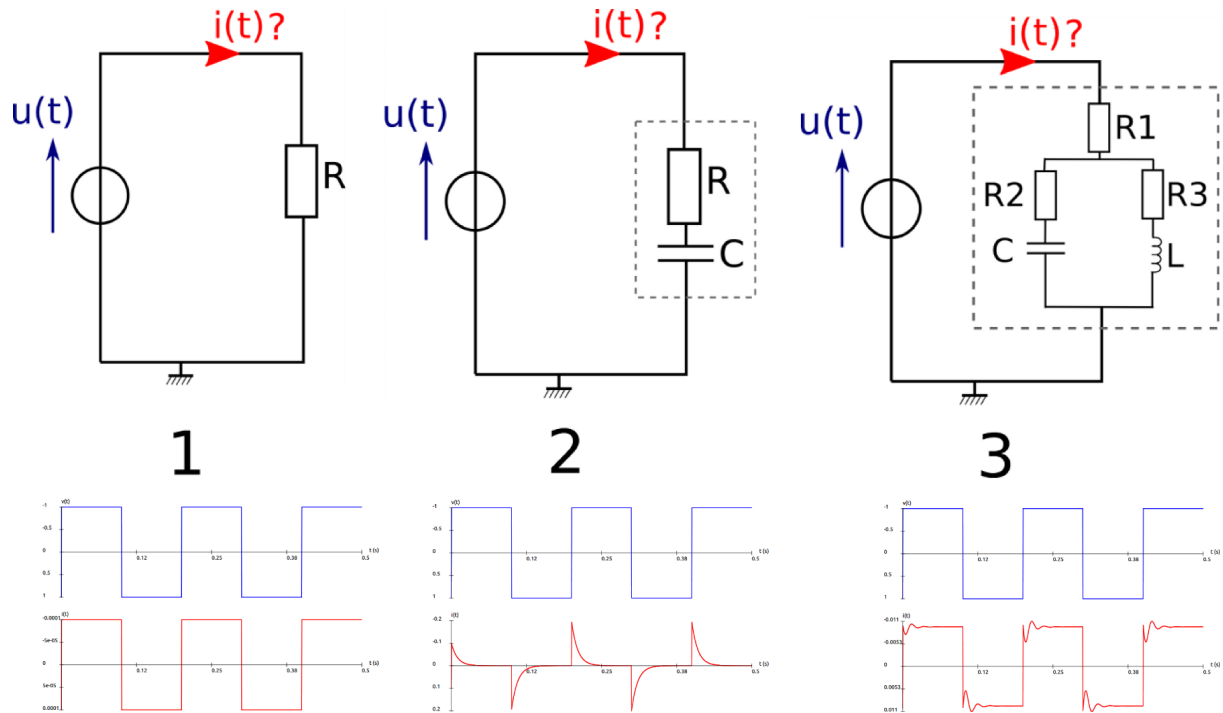 i(t)?
u(t)
R
1
i(t)?
u(t)
R
C
2
i(t)?
u(t)
R1
R2
R3
C
L
3
v(t)
-1
-0.5
0
0.12
0.25
0.38
0.5
t (s)
0.5
1
i(t)
-0.0001
-5e-05
0
0.12
0.25
0.38
0.5
t (s)
5e-05
0.0001
v(t)
-1
-0.5
0
0.12
0.25
0.38
0.5
t (s)
0.5
1
i(t)
-0.2
-0.1
0
0.12
0.25
0.38
0.5
t (s)
0.1
0.2
v(t)
-1
-0.5
0
0.12
0.25
0.38
0.5
t (s)
0.5
1
i(t)
-0.011
-0.0053
0
0.12
0.25
0.38
0.5
t (s)
0.0053
0.011